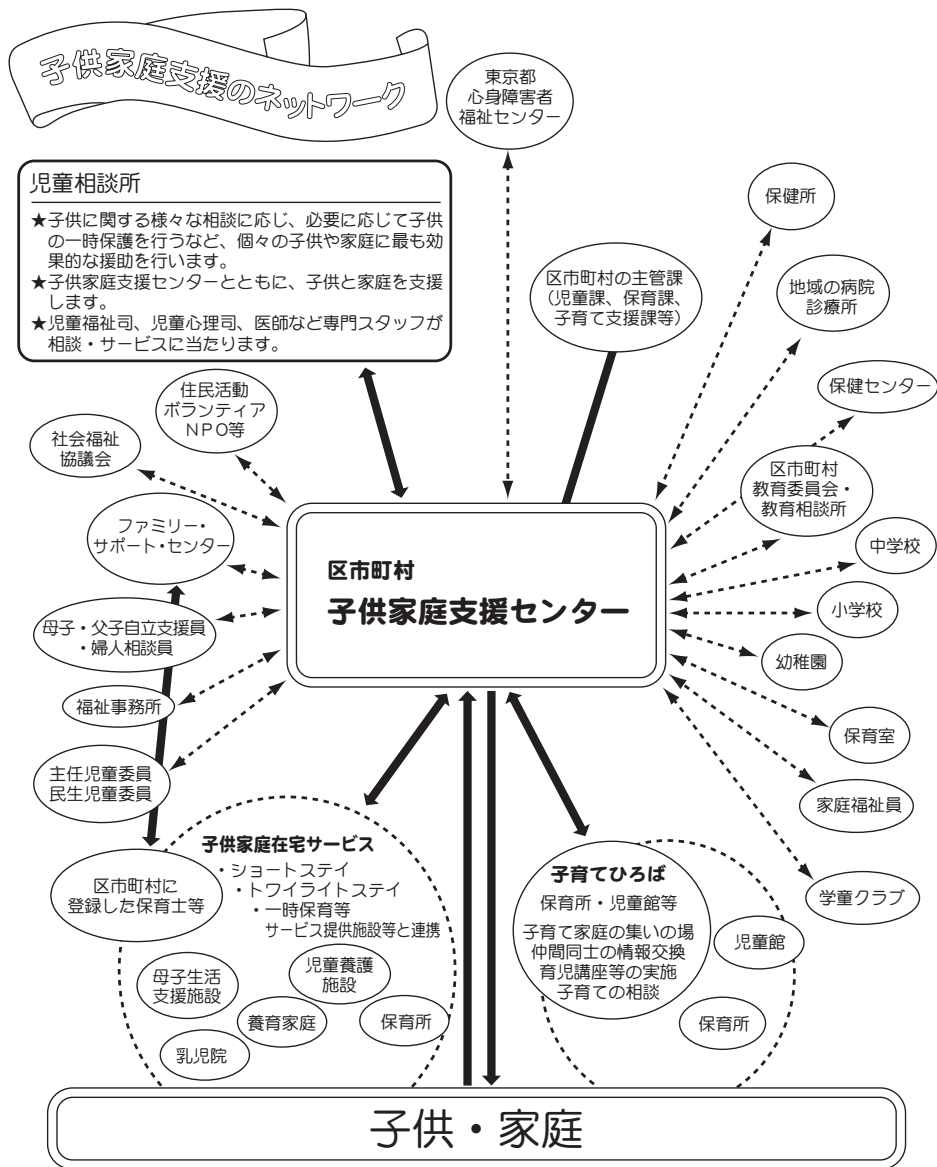 子供家庭支援のネットワーク
東京都
心身障害者
福祉センター
児童相談所
★子供に関する様々な相談に応じ、必要に応じて子供
の一時保護を行うなど、個々の子供や家庭に最も効
果的な援助を行います。
★子供家庭支援センターとともに、子供と家庭を支援
します。
★児童福祉司、児童心理司、医師など専門スタッフが
相談・サービスに当たります。
保健所
区市町村の主管課
(児童課、保育課、
子育て支援課等)
地域の病院
診療所
保健センター
住民活動
ボランティア
NPO等
社会福祉
協議会
区市町村
教育委員会・
教育相談所
ファミリー・
サポート・センター
中学校
区市町村
子供家庭支援センター
小学校
母子・父子自立支援員
・婦人相談員
幼稚園
福祉事務所
保育室
主任児童委員
民生児童委員
家庭福祉員
学童クラブ
区市町村に
登録した保育士等
子供家庭在宅サービス
・ショートステイ
・トワイライトステイ
・一時保育等
サービス提供施設等と連携
母子生活
支援施設
児童養護
施設
養育家庭
保育所
乳児院
子育てひろば
保育所・児童館等
子育て家庭の集いの場
仲間同士の情報交換
育児講座等の実施
子育ての相談
児童館
保育所
子供・家庭